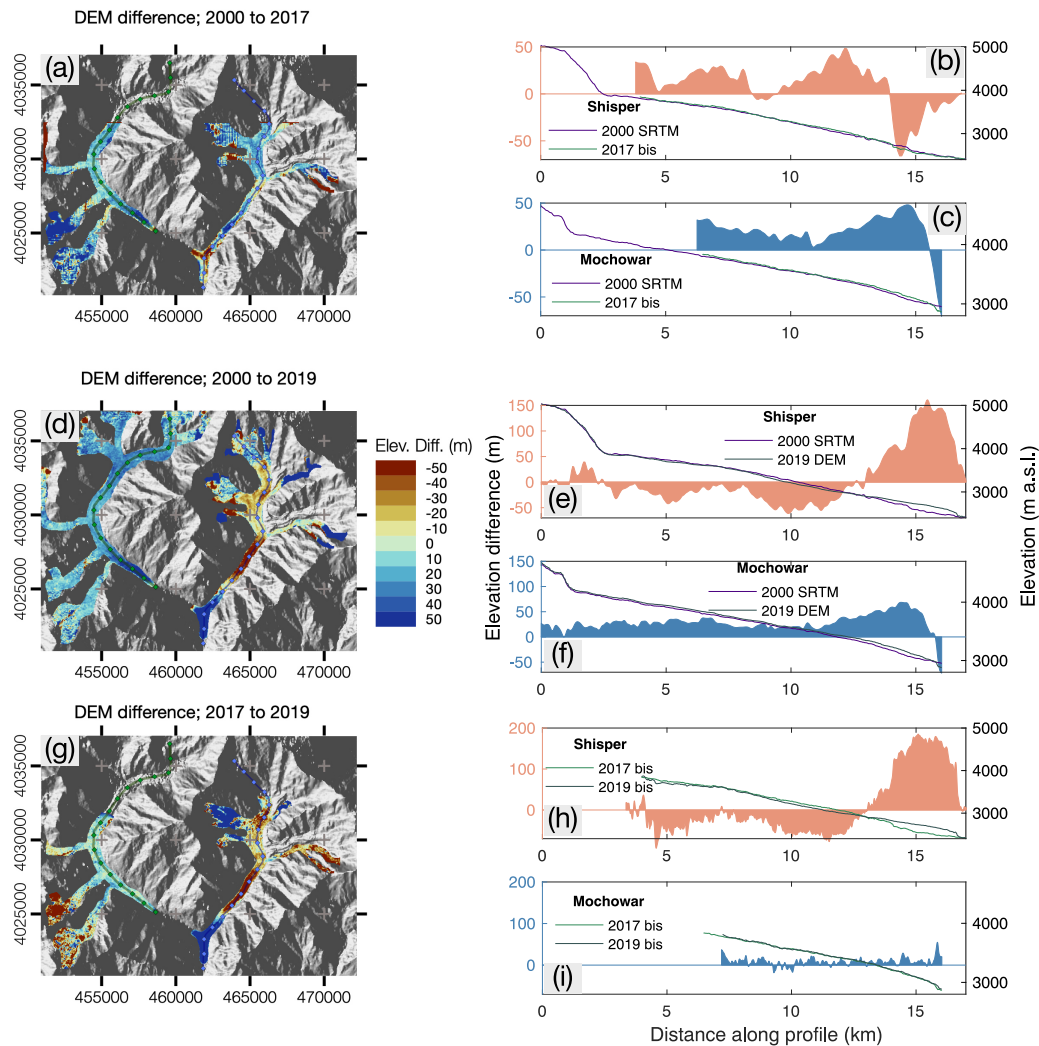 DEM difference; 2000 to 2017
(a)
4035000
4030000
4025000
455000 460000 465000 470000
50
0
-50
(b)
Shisper
2000 SRTM
2017 bis
5000
4000
3000
0 5 10 15
50
0
-50
(c)
Mochowar
2000 SRTM
2017 bis
4000
3000
0 5 10 15
DEM difference; 2000 to 2019
(d)
4035000
4030000
4025000
455000 460000 465000 470000
Elev. Diff. (m)
-50
-40
-30
-20
-10
0
10
20
30
40
50
Elevation difference (m)
Elevation (m a.s.l.)
150
100
50
0
-50
(e)
Shisper
2000 SRTM
2019 DEM
5000
4000
3000
0 5 10 15
150
100
50
0
-50
(f)
Mochowar
2000 SRTM
2019 DEM
4000
3000
0 5 10 15
DEM difference; 2017 to 2019
(g)
4035000
4030000
4025000
455000 460000 465000 470000
200
100
0
(h)
Shisper
2017 bis
2019 bis
5000
4000
3000
0 5 10 15
200
100
0
(i)
Mochowar
2017 bis
2019 bis
4000
3000
0 5 10 15
Distance along profile (km)